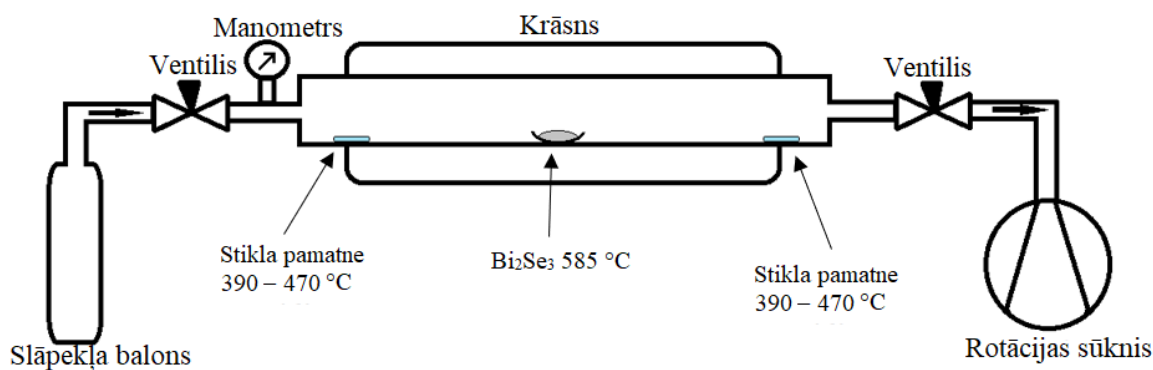 Manometrs
Krāsns
Ventilis
Ventilis
Stikla pamatne
390 – 470 °C
Bi₂Se₃ 585 °C
Stikla pamatne
390 – 470 °C
Slāpekļa balons
Rotācijas sūknis